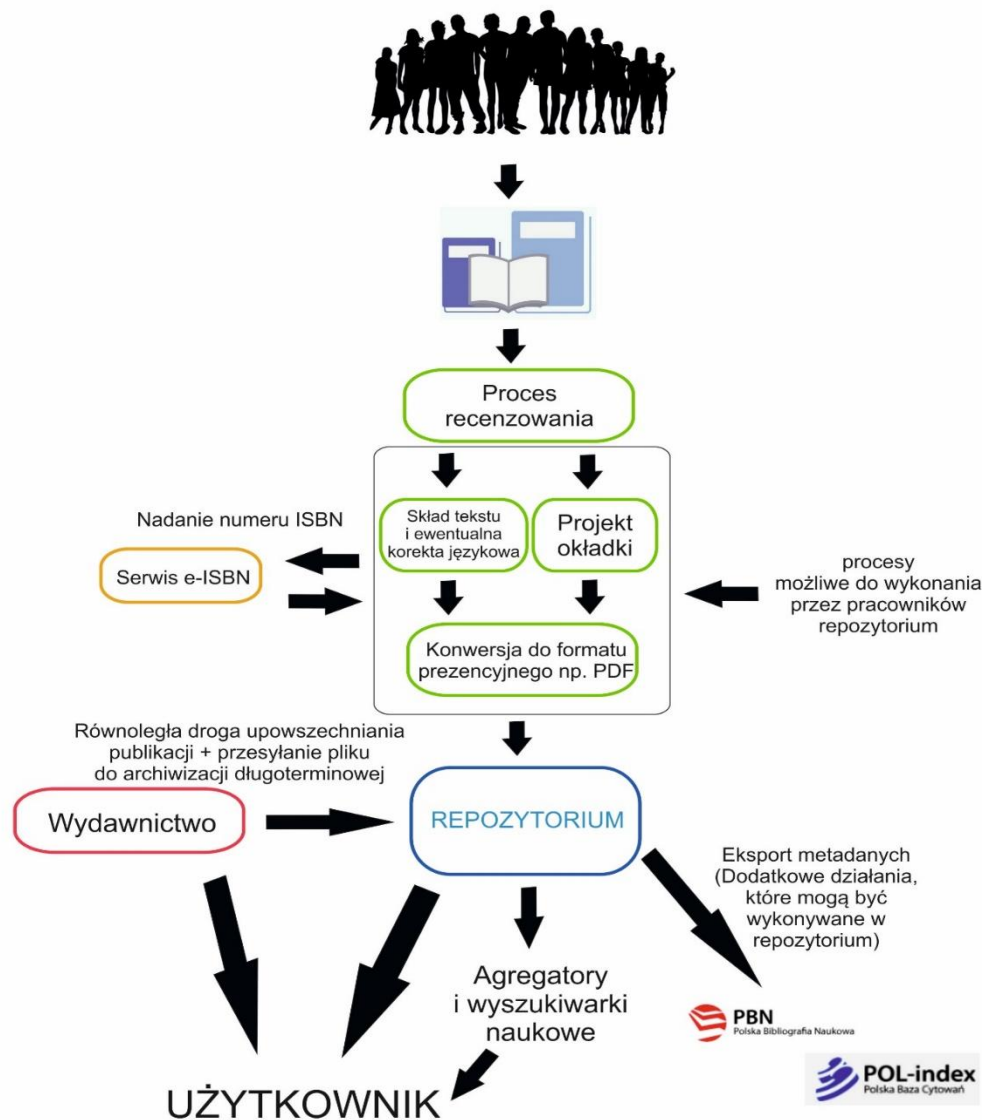 Proces
recenzowania
Nadanie numeru ISBN
Serwis e-ISBN
Skład tekstu
i ewentualna
korekta językowa
Projekt
okładki
procesy
możliwe do wykonania
przez pracowników
repozytorium
Konwersja do formatu
prezencyjnego np. PDF
Równoległa droga upowszechniania
publikacji + przesyłanie pliku
do archiwizacji długoterminowej
Wydawnictwo
REPOZYTORIUM
Eksport metadanych
(Dodatkowe działania,
które mogą być
wykonywane w
repozytorium)
Agregatory
i wyszukiwarki
naukowe
PBN
Polska Bibliografia Naukowa
POL-index
Polska Baza Cytowań
UŻYTKOWNIK